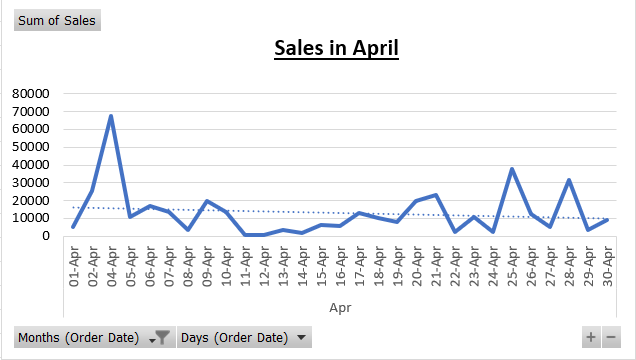 Sum of Sales
Sales in April
80000
70000
60000
50000
40000
30000
20000
10000
0
01-Apr
02-Apr
04-Apr
05-Apr
06-Apr
07-Apr
08-Apr
09-Apr
10-Apr
11-Apr
12-Apr
13-Apr
14-Apr
15-Apr
16-Apr
17-Apr
18-Apr
19-Apr
20-Apr
21-Apr
22-Apr
23-Apr
24-Apr
25-Apr
26-Apr
27-Apr
28-Apr
29-Apr
30-Apr
Apr
Months (Order Date) Days (Order Date) + −